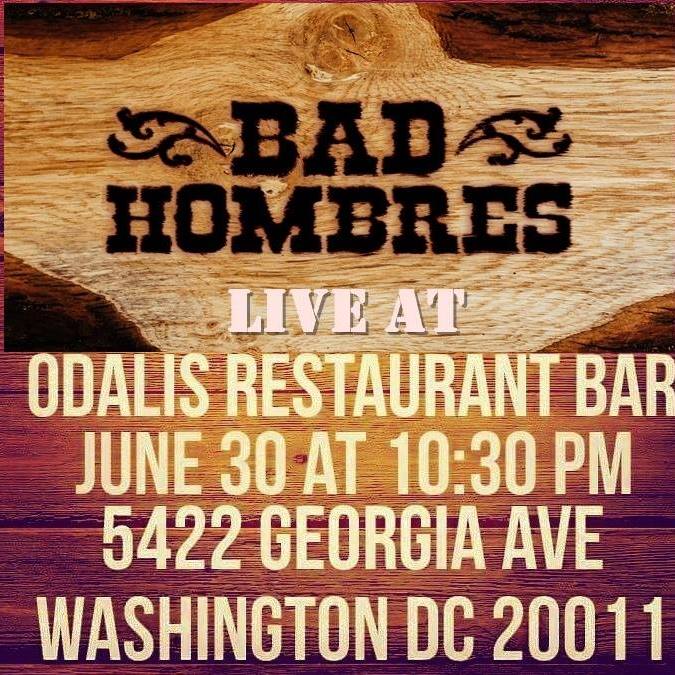 BAD
HOMBRES
LIVE AT
ODALIS RESTAURANT BAR
JUNE 30 AT 10:30 PM
5422 GEORGIA AVE
WASHINGTON DC 20011